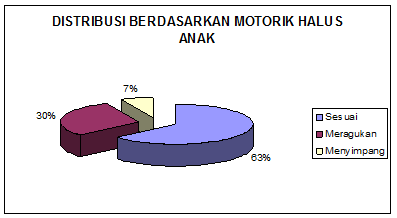 DISTRIBUSI BERDASARKAN MOTORIK HALUS
ANAK
7%
30%
63%
Sesuai
Meragukan
Menyimpang